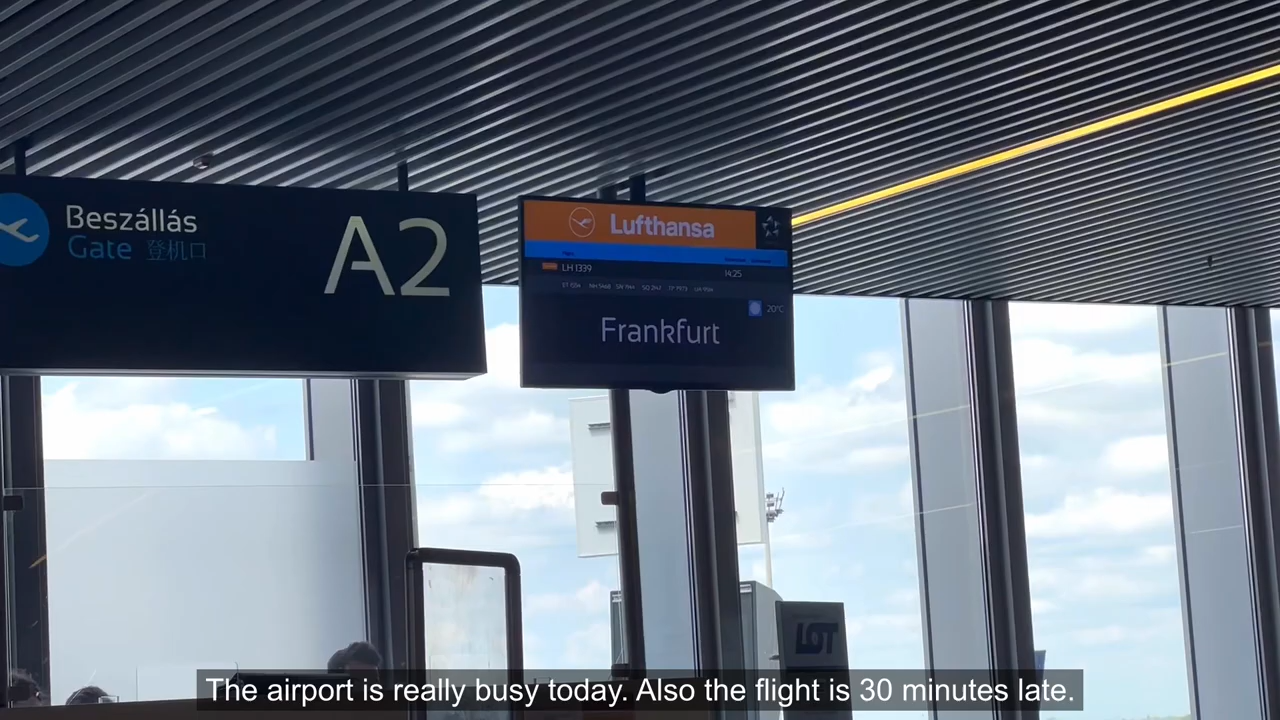 Beszállás
Gate 登机口
A2
Lufthansa
LH 1339 14:25
Frankfurt
20°C
LOT
The airport is really busy today. Also the flight is 30 minutes late.